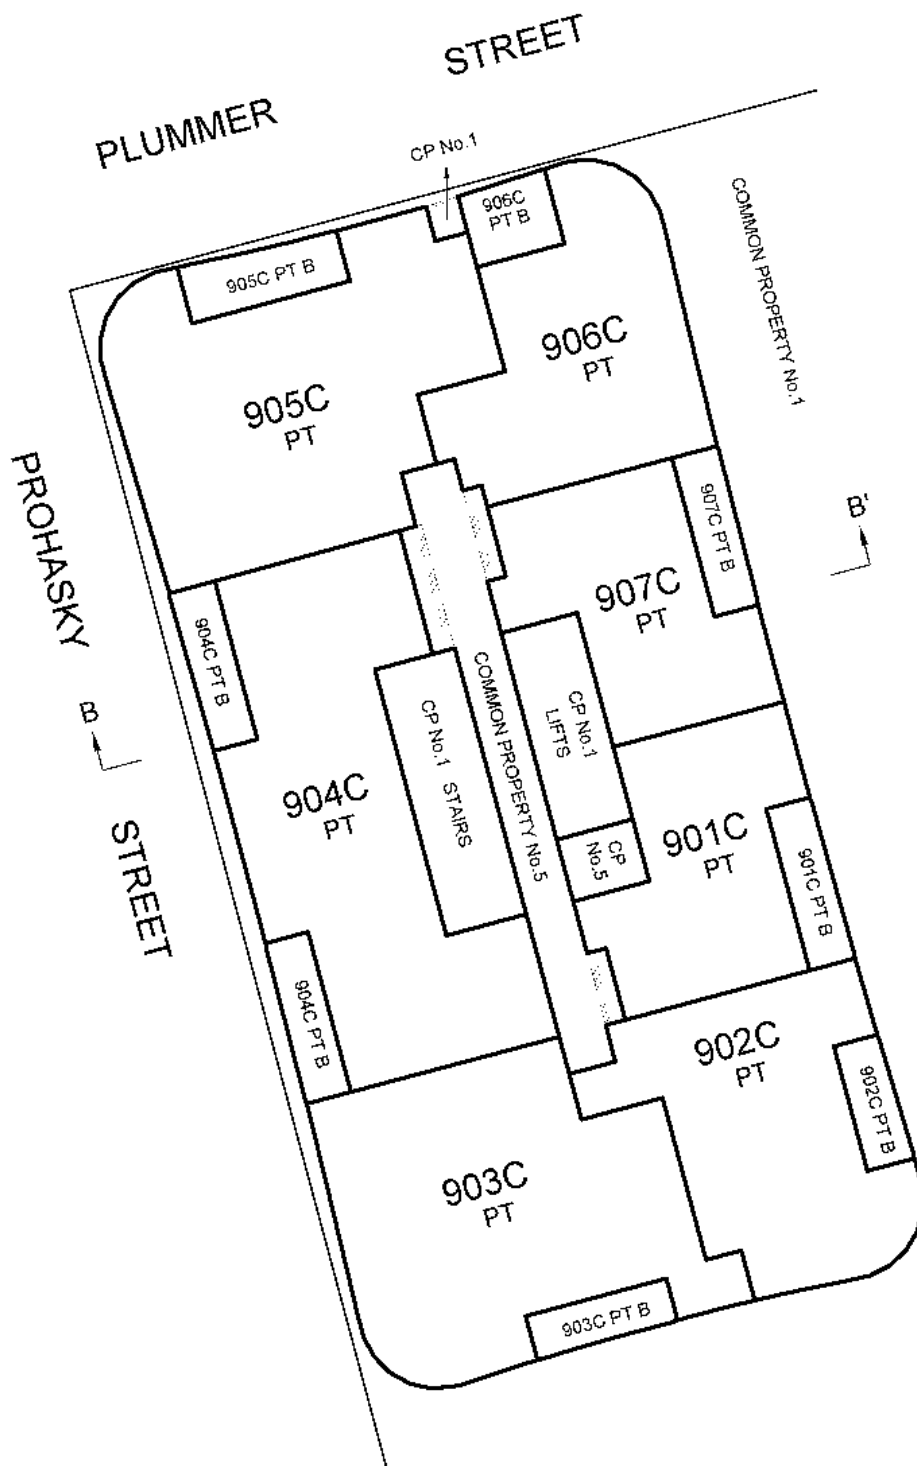 PLUMMER STREET
CP No.1
906C
PT B
905C PT B
COMMON PROPERTY No.1
906C
PT
905C
PT
PROHASKY STREET
907C PT B
B'
907C
PT
904C PT B
B
COMMON PROPERTY No.5
CP No.1
LIFTS
CP No.1 STAIRS
904C
PT
901C
PT
CP
No.5
901C PT B
904C PT B
902C
PT
902C PT B
903C
PT
903C PT B